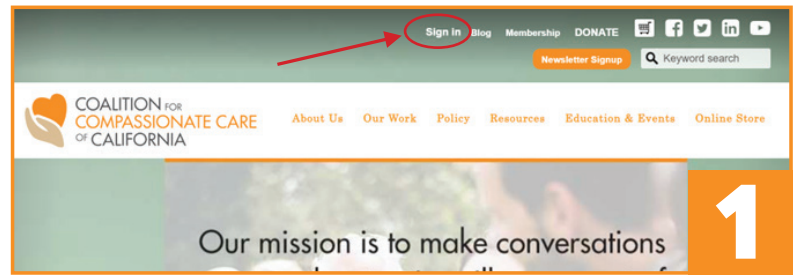 Sign in Blog Membership DONATE
Newsletter Signup Keyword search
COALITION FOR
COMPASSIONATE CARE
OF CALIFORNIA
About Us Our Work Policy Resources Education & Events Online Store
Our mission is to make conversations
1